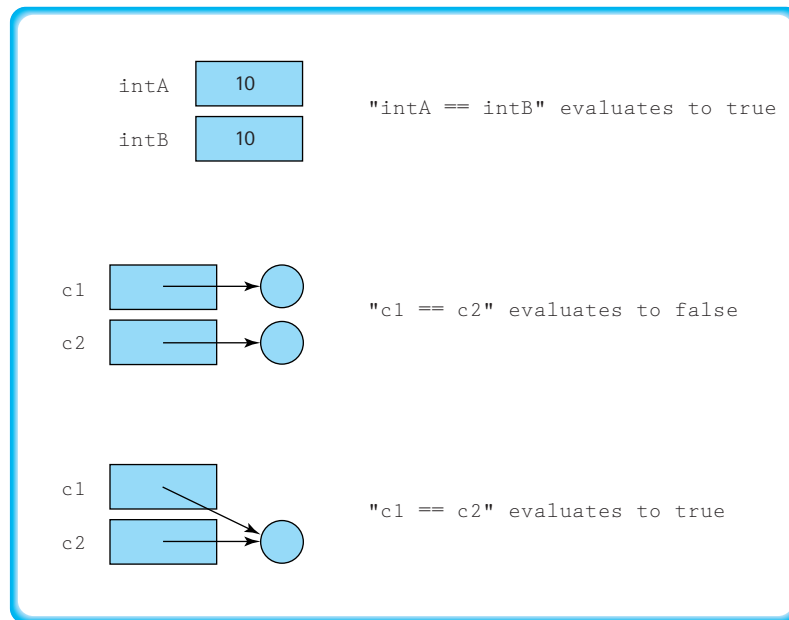 intA 10
"intA == intB" evaluates to true
intB 10
c1
"c1 == c2" evaluates to false
c2
c1
"c1 == c2" evaluates to true
c2